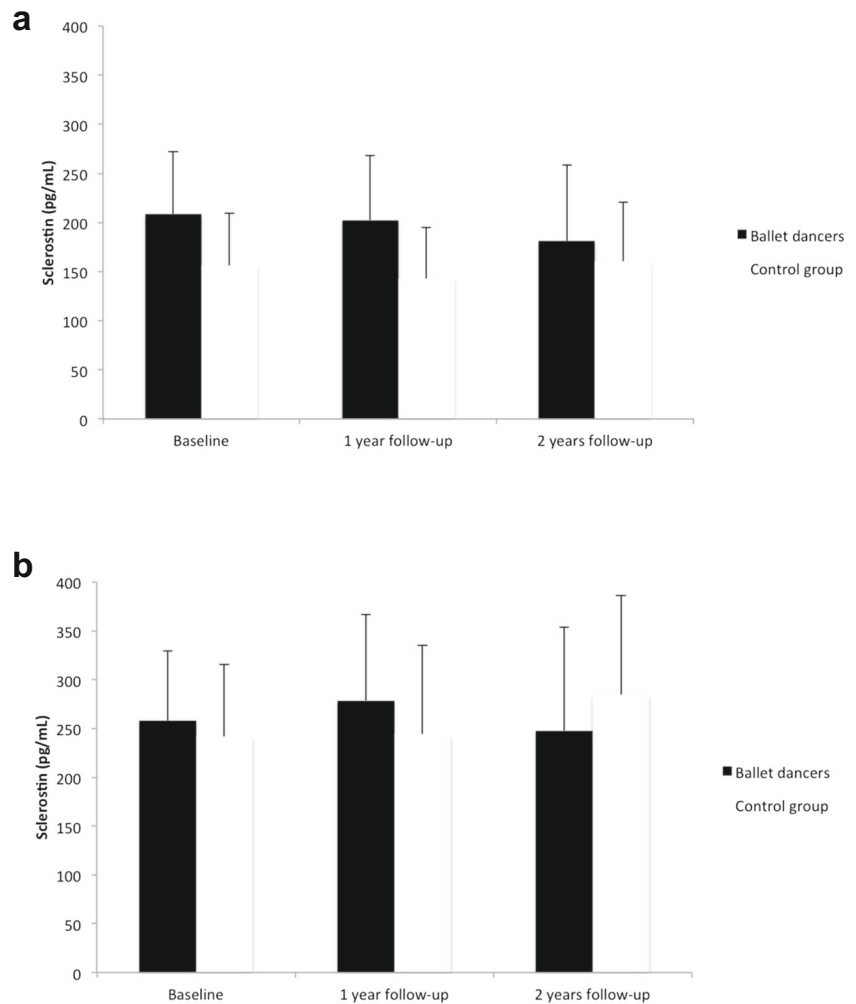 a
400
350
300
250
200
150
100
50
0
Sclerostin (pg/mL)
Baseline
1 year follow-up
2 years follow-up
Ballet dancers
Control group
b
400
350
300
250
200
150
100
50
0
Sclerostin (pg/mL)
Baseline
1 year follow-up
2 years follow-up
Ballet dancers
Control group